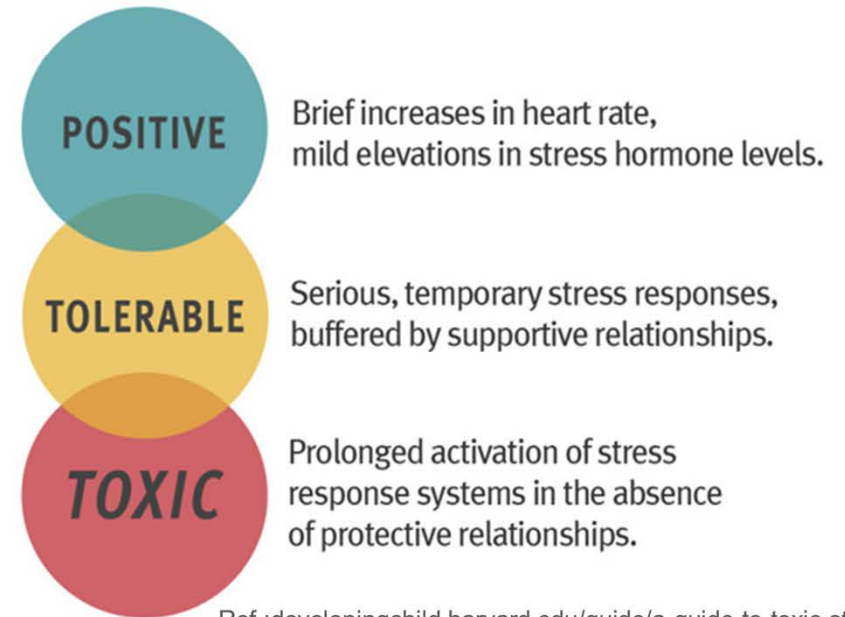 POSITIVE
Brief increases in heart rate,
mild elevations in stress hormone levels.
TOLERABLE
Serious, temporary stress responses,
buffered by supportive relationships.
TOXIC
Prolonged activation of stress
response systems in the absence
of protective relationships.